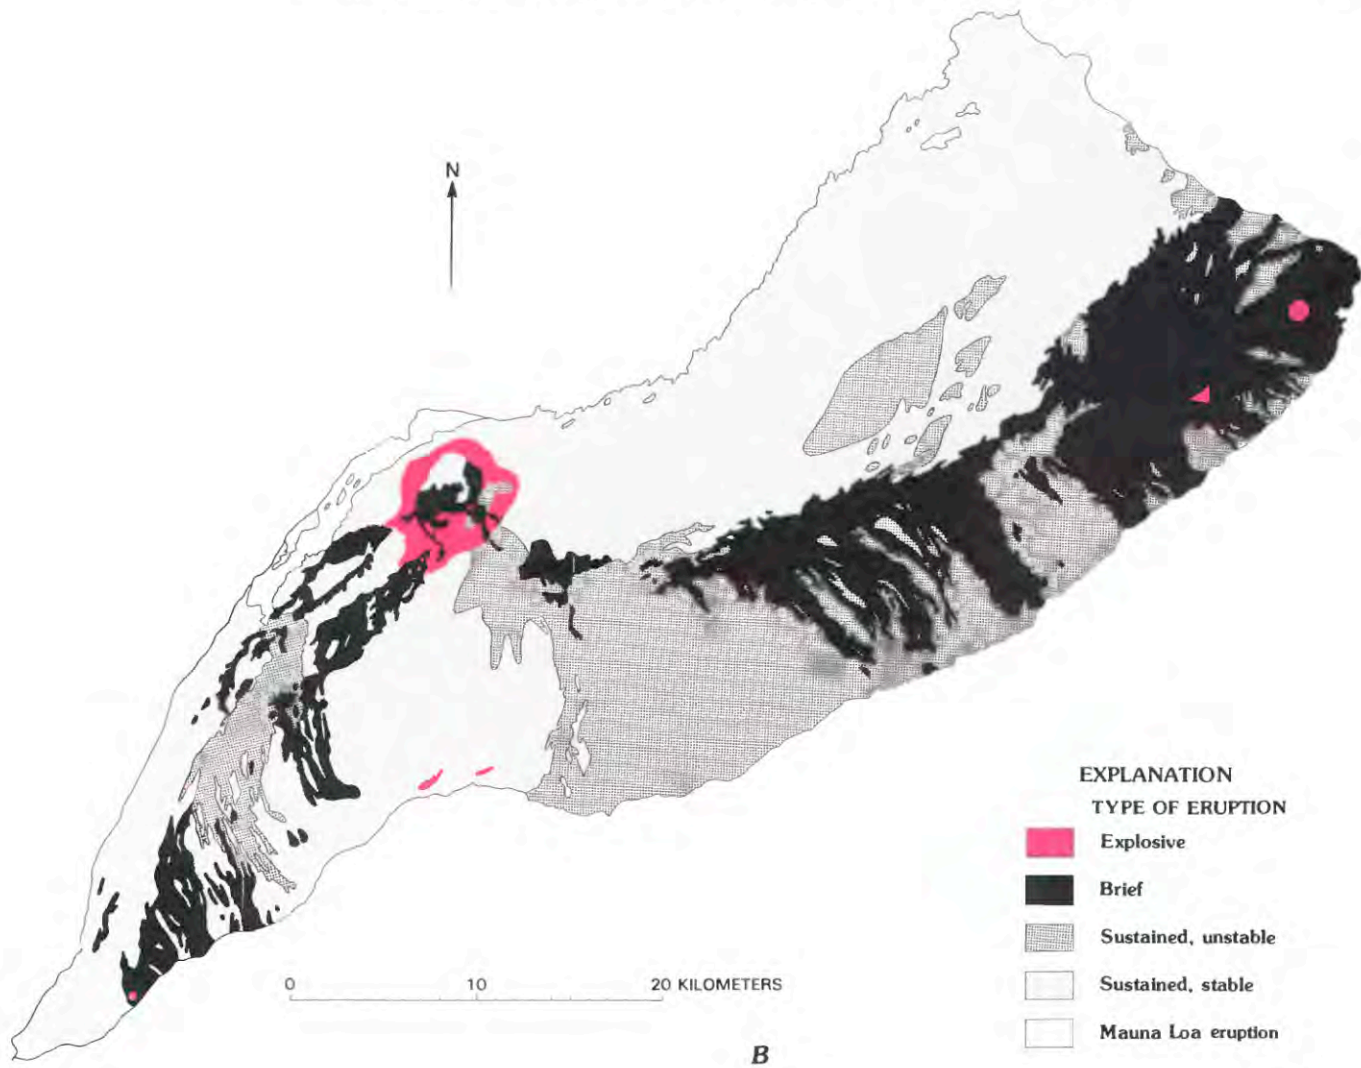 N
EXPLANATION
TYPE OF ERUPTION
Explosive
Brief
Sustained, unstable
Sustained, stable
Mauna Loa eruption
0 10 20 KILOMETERS
B